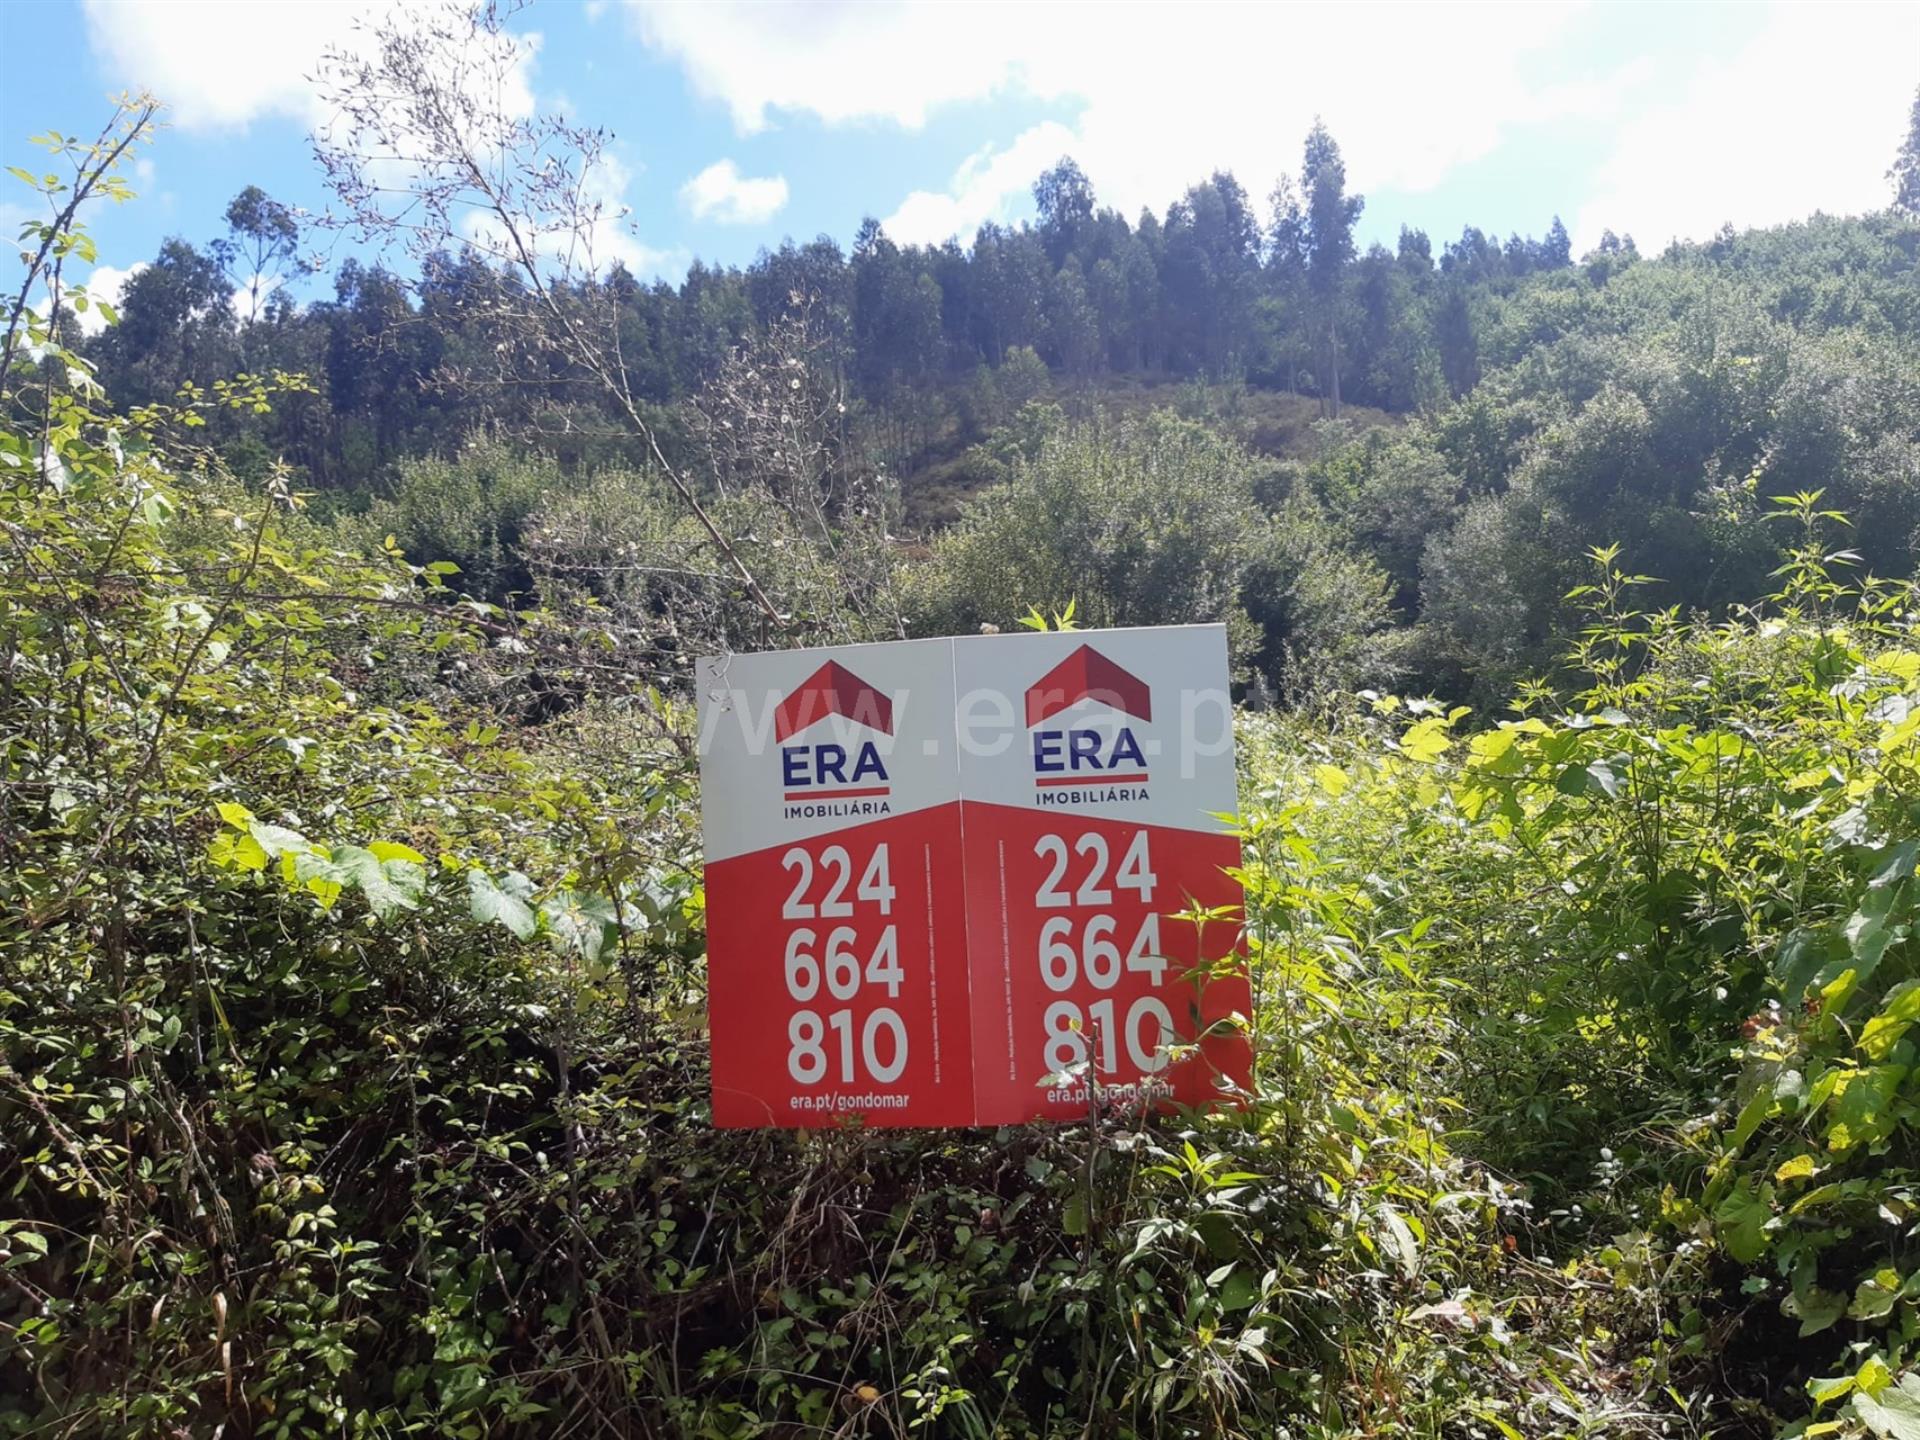 www.era.pt
ERA
IMOBILIÁRIA
224
664
810
era.pt/gondomar
ERA
IMOBILIÁRIA
224
664
810
era.pt/gondomar